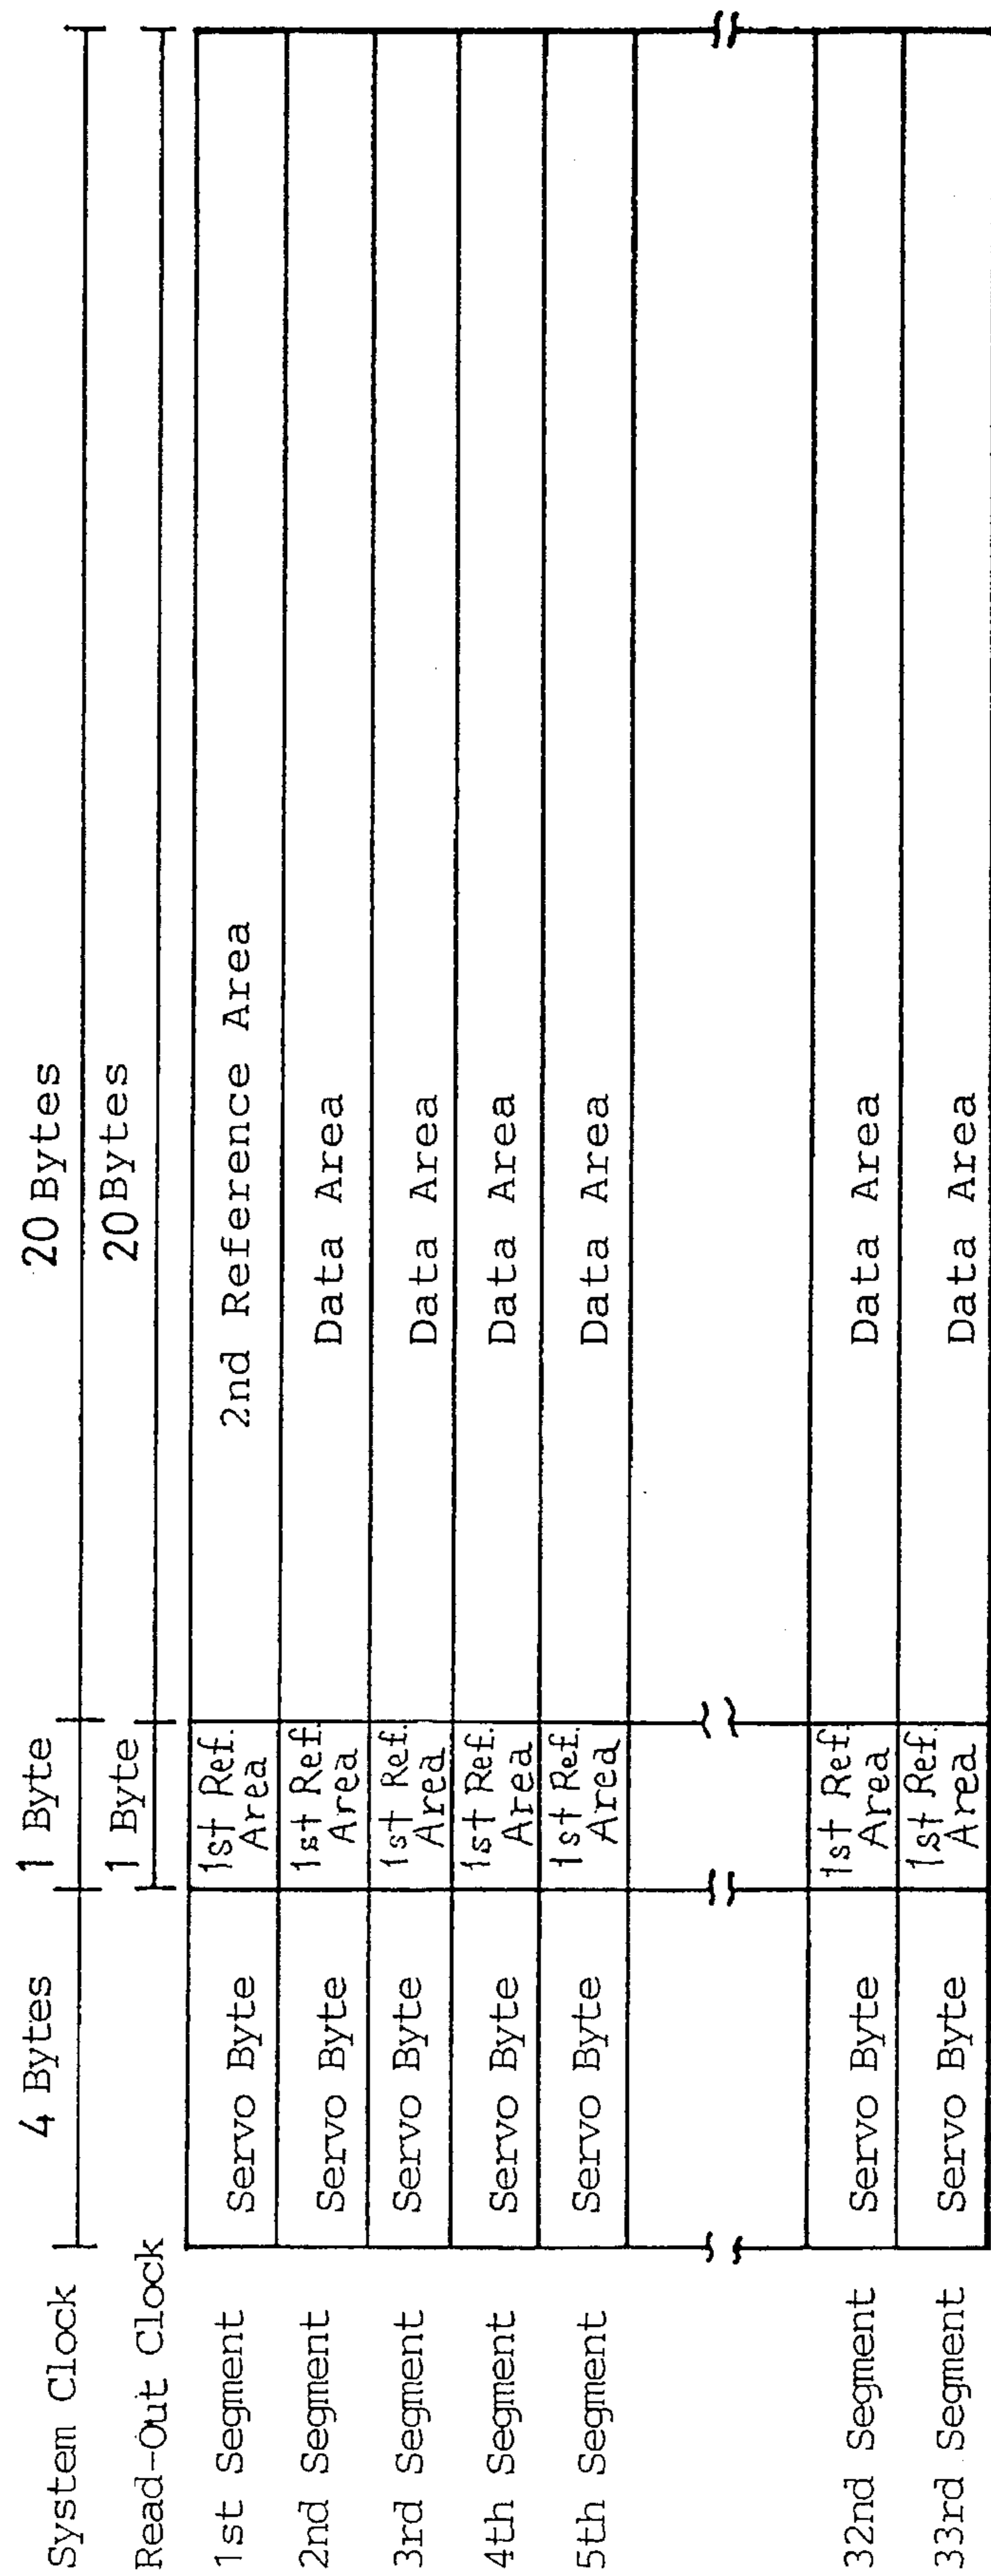 System Clock 4 Bytes 1 Byte 20 Bytes
Read-Out Clock 1 Byte 20 Bytes
1st Segment Servo Byte 1st Ref. Area 2nd Reference Area
2nd Segment Servo Byte 1st Ref. Area Data Area
3rd Segment Servo Byte 1st Ref. Area Data Area
4th Segment Servo Byte 1st Ref. Area Data Area
5th Segment Servo Byte 1st Ref. Area Data Area
32nd Segment Servo Byte 1st Ref. Area Data Area
33rd Segment Servo Byte 1st Ref. Area Data Area